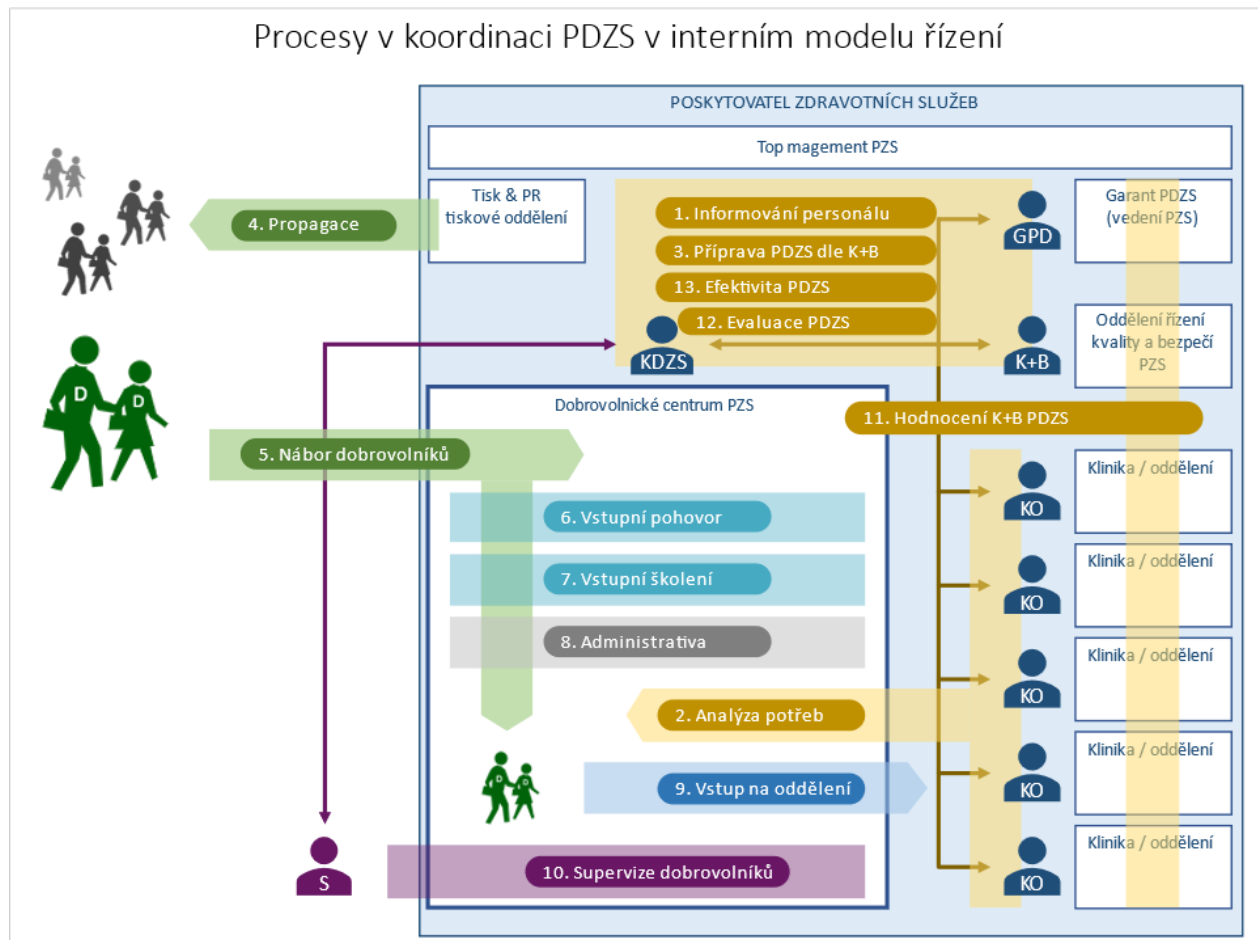 Procesy v koordinaci PDZS v interním modelu řízení
POSKYTOVATEL ZDRAVOTNÍCH SLUŽEB
Top magement PZS
Tisk & PR
tiskové oddělení
4. Propagace
1. Informování personálu
3. Příprava PDZS dle K+B
13. Efektivita PDZS
12. Evaluace PDZS
GPD
Garant PDZS
(vedení PZS)
KDZS
K+B
Oddělení řízení
kvality a bezpečí
PZS
D
D
Dobrovolnické centrum PZS
11. Hodnocení K+B PDZS
5. Nábor dobrovolníků
6. Vstupní pohovor
7. Vstupní školení
8. Administrativa
2. Analýza potřeb
9. Vstup na oddělení
10. Supervize dobrovolníků
D
D
S
KO
Klinika / oddělení
KO
Klinika / oddělení
KO
Klinika / oddělení
KO
Klinika / oddělení
KO
Klinika / oddělení